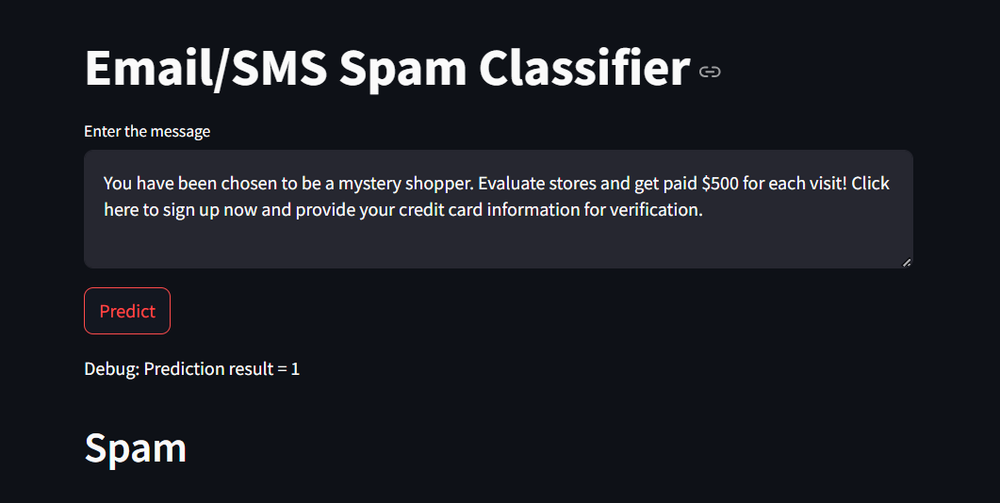 Email/SMS Spam Classifier
Enter the message
You have been chosen to be a mystery shopper. Evaluate stores and get paid $500 for each visit! Click
here to sign up now and provide your credit card information for verification.
Predict
Debug: Prediction result = 1
Spam